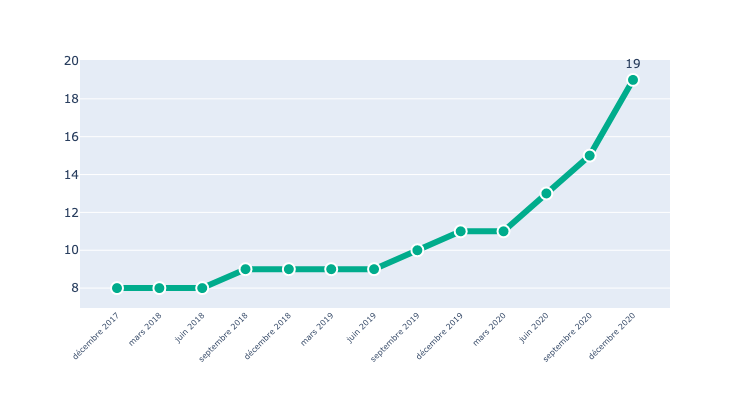 20
19
18
16
14
12
10
8
décembre 2017
mars 2018
juin 2018
septembre 2018
décembre 2018
mars 2019
juin 2019
septembre 2019
décembre 2019
mars 2020
juin 2020
septembre 2020
décembre 2020